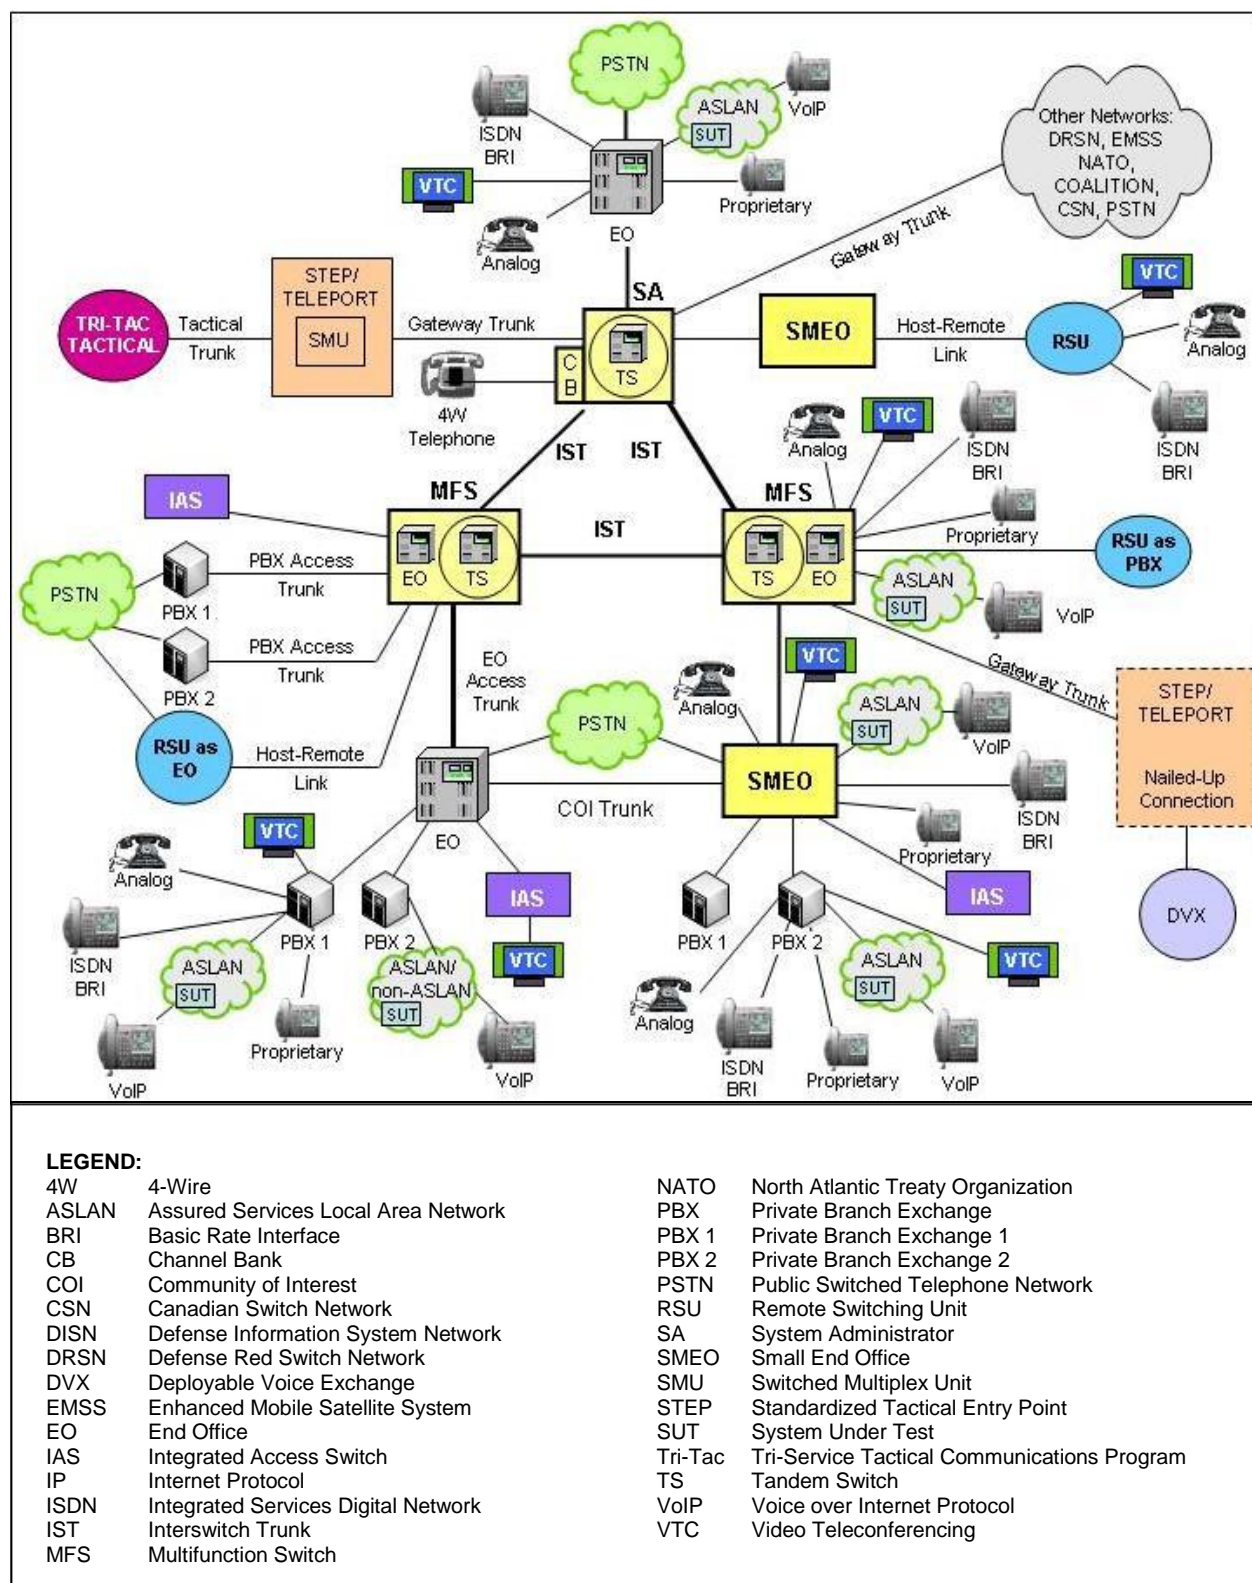 PSTN
ASLAN
SUT
VoIP
ISDN
BRI
VTC
Proprietary
Analog
EO
Other Networks:
DRSN, EMSS
NATO,
COALITION,
CSN, PSTN
Gateway Trunk
SA
STEP/
TELEPORT
SMU
TRI-TAC
TACTICAL
Tactical
Trunk
Gateway Trunk
C
B
TS
4W
Telephone
SMEO
Host-Remote
Link
RSU
VTC
Analog
ISDN
BRI
IST
IST
IST
MFS
EO
TS
IAS
PSTN
PBX 1
PBX Access
Trunk
PBX 2
PBX Access
Trunk
RSU as
EO
Host-Remote
Link
EO
Access
Trunk
MFS
TS
EO
Analog
VTC
ISDN
BRI
Proprietary
RSU as
PBX
ASLAN
SUT
VoIP
Gateway Trunk
STEP/
TELEPORT
Nailed-Up
Connection
DVX
PSTN
COI Trunk
EO
VTC
Analog
ISDN
BRI
PBX 1
ASLAN
SUT
VoIP
Proprietary
PBX 2
ASLAN/
non-ASLAN
SUT
VoIP
IAS
VTC
SMEO
Analog
VTC
ASLAN
SUT
VoIP
ISDN
BRI
Proprietary
IAS
PBX 1
PBX 2
Analog
ISDN
BRI
Proprietary
ASLAN
SUT
VoIP
VTC
LEGEND:
4W 4-Wire
ASLAN Assured Services Local Area Network
BRI Basic Rate Interface
CB Channel Bank
COI Community of Interest
CSN Canadian Switch Network
DISN Defense Information System Network
DRSN Defense Red Switch Network
DVX Deployable Voice Exchange
EMSS Enhanced Mobile Satellite System
EO End Office
IAS Integrated Access Switch
IP Internet Protocol
ISDN Integrated Services Digital Network
IST Interswitch Trunk
MFS Multifunction Switch
NATO North Atlantic Treaty Organization
PBX Private Branch Exchange
PBX 1 Private Branch Exchange 1
PBX 2 Private Branch Exchange 2
PSTN Public Switched Telephone Network
RSU Remote Switching Unit
SA System Administrator
SMEO Small End Office
SMU Switched Multiplex Unit
STEP Standardized Tactical Entry Point
SUT System Under Test
Tri-Tac Tri-Service Tactical Communications Program
TS Tandem Switch
VoIP Voice over Internet Protocol
VTC Video Teleconferencing